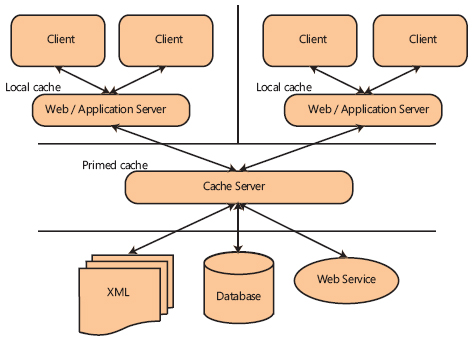 Client
Client
Client
Client
Local cache
Local cache
Web / Application Server
Web / Application Server
Primed cache
Cache Server
XML
Database
Web Service